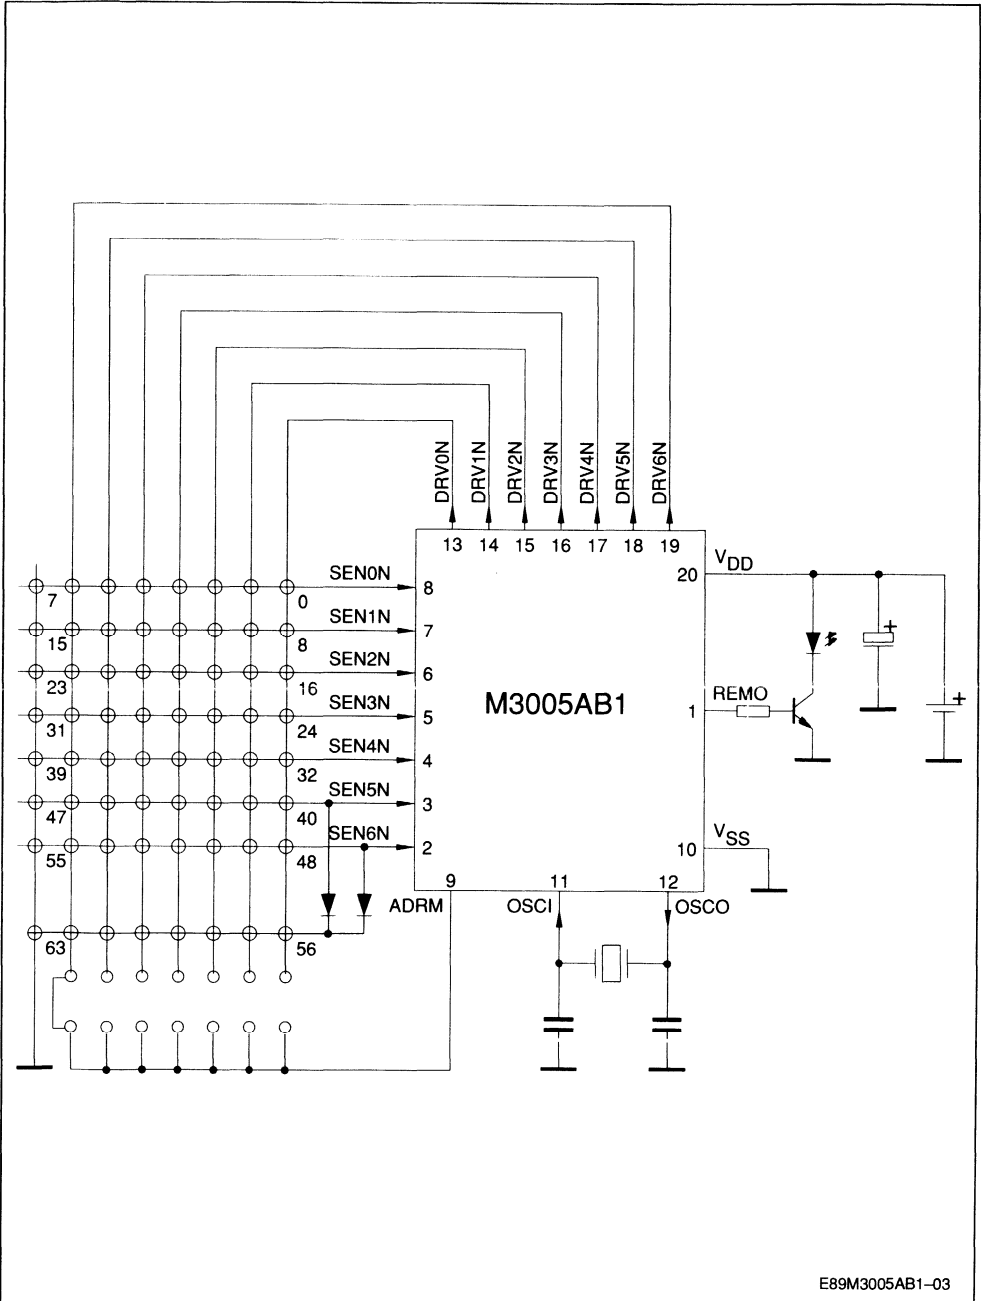 DRV0N
DRV1N
DRV2N
DRV3N
DRV4N
DRV5N
DRV6N
13 14 15 16 17 18 19
VDD
20
SEN0N
8
7
0
SEN1N
7
15
8
SEN2N
6
23
16
SEN3N
5
31
24
SEN4N
4
39
32
SEN5N
3
47
40
SEN6N
2
55
48
M3005AB1
+
+
REMO
1
VSS
10
9
11
12
ADRM
OSCI
OSCO
63
56
E89M3005AB1-03